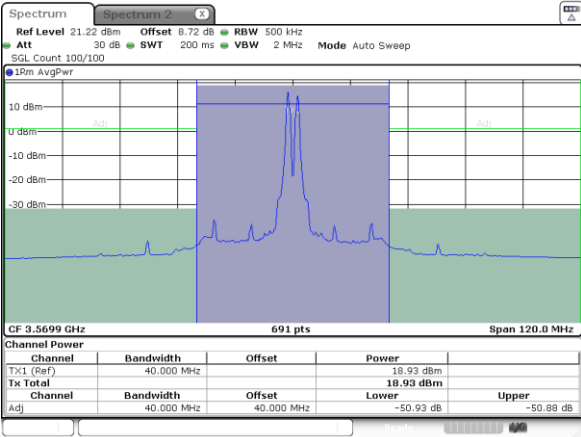 Spectrum Spectrum 2 X
Ref Level 21.22 dBm Offset 8.72 dB RBW 500 kHz
Att 30 dB SWT 200 ms VBW 2 MHz Mode Auto Sweep
SGL Count 100/100
1Rm AvgPwr
10 dBm
Adj Adj
0 dBm
-10 dBm
-20 dBm
-30 dBm
CF 3.5699 GHz 691 pts Span 120.0 MHz
Channel Power
Channel Bandwidth Offset Power
TX1 (Ref) 40.000 MHz 18.93 dBm
Tx Total 18.93 dBm
Channel Bandwidth Offset Lower Upper
Adj 40.000 MHz 40.000 MHz -50.93 dB -50.88 dB
Ready